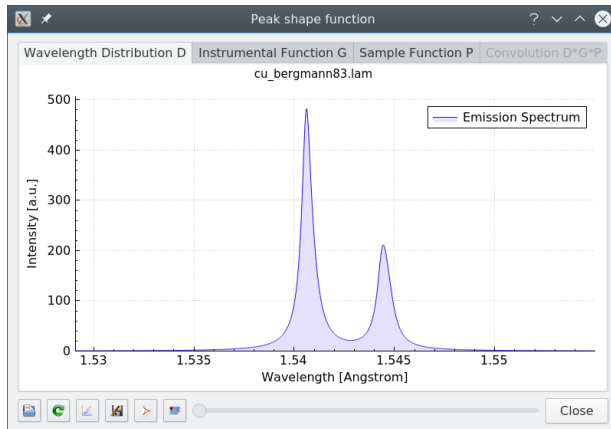 Peak shape function
Wavelength Distribution D Instrumental Function G Sample Function P Convolution D*G*P
cu_bergmann83.lam
Emission Spectrum
Intensity [a.u.]
500
400
300
200
100
0
1.53 1.535 1.54 1.545 1.55
Wavelength [Angstrom]
Close